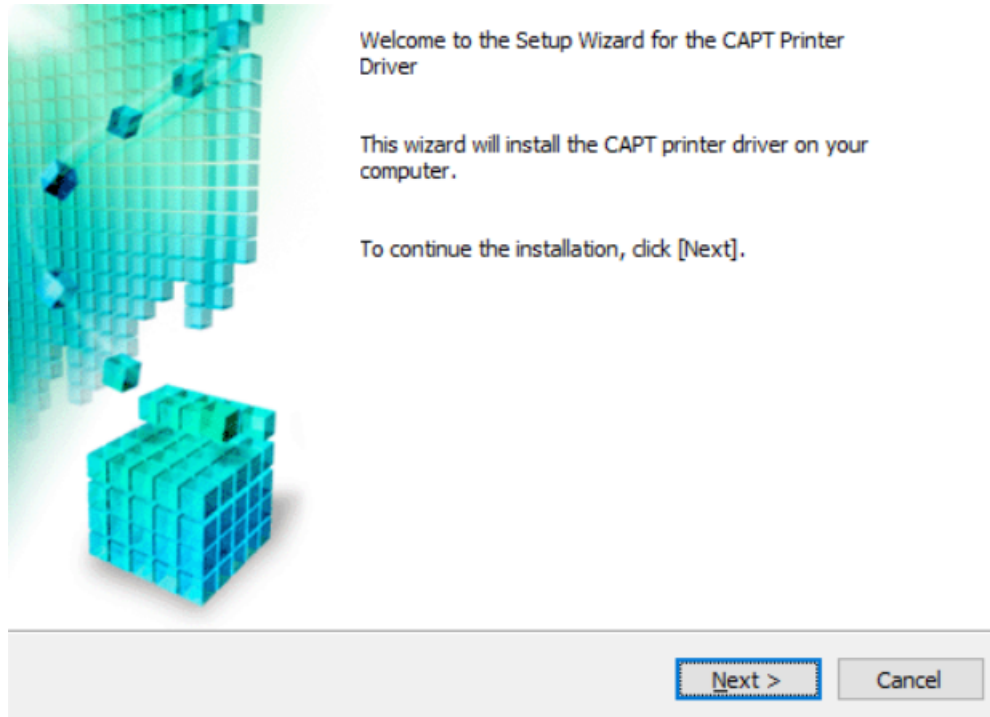 Welcome to the Setup Wizard for the CAPT Printer
Driver
This wizard will install the CAPT printer driver on your
computer.
To continue the installation, click [Next].
Next >
Cancel